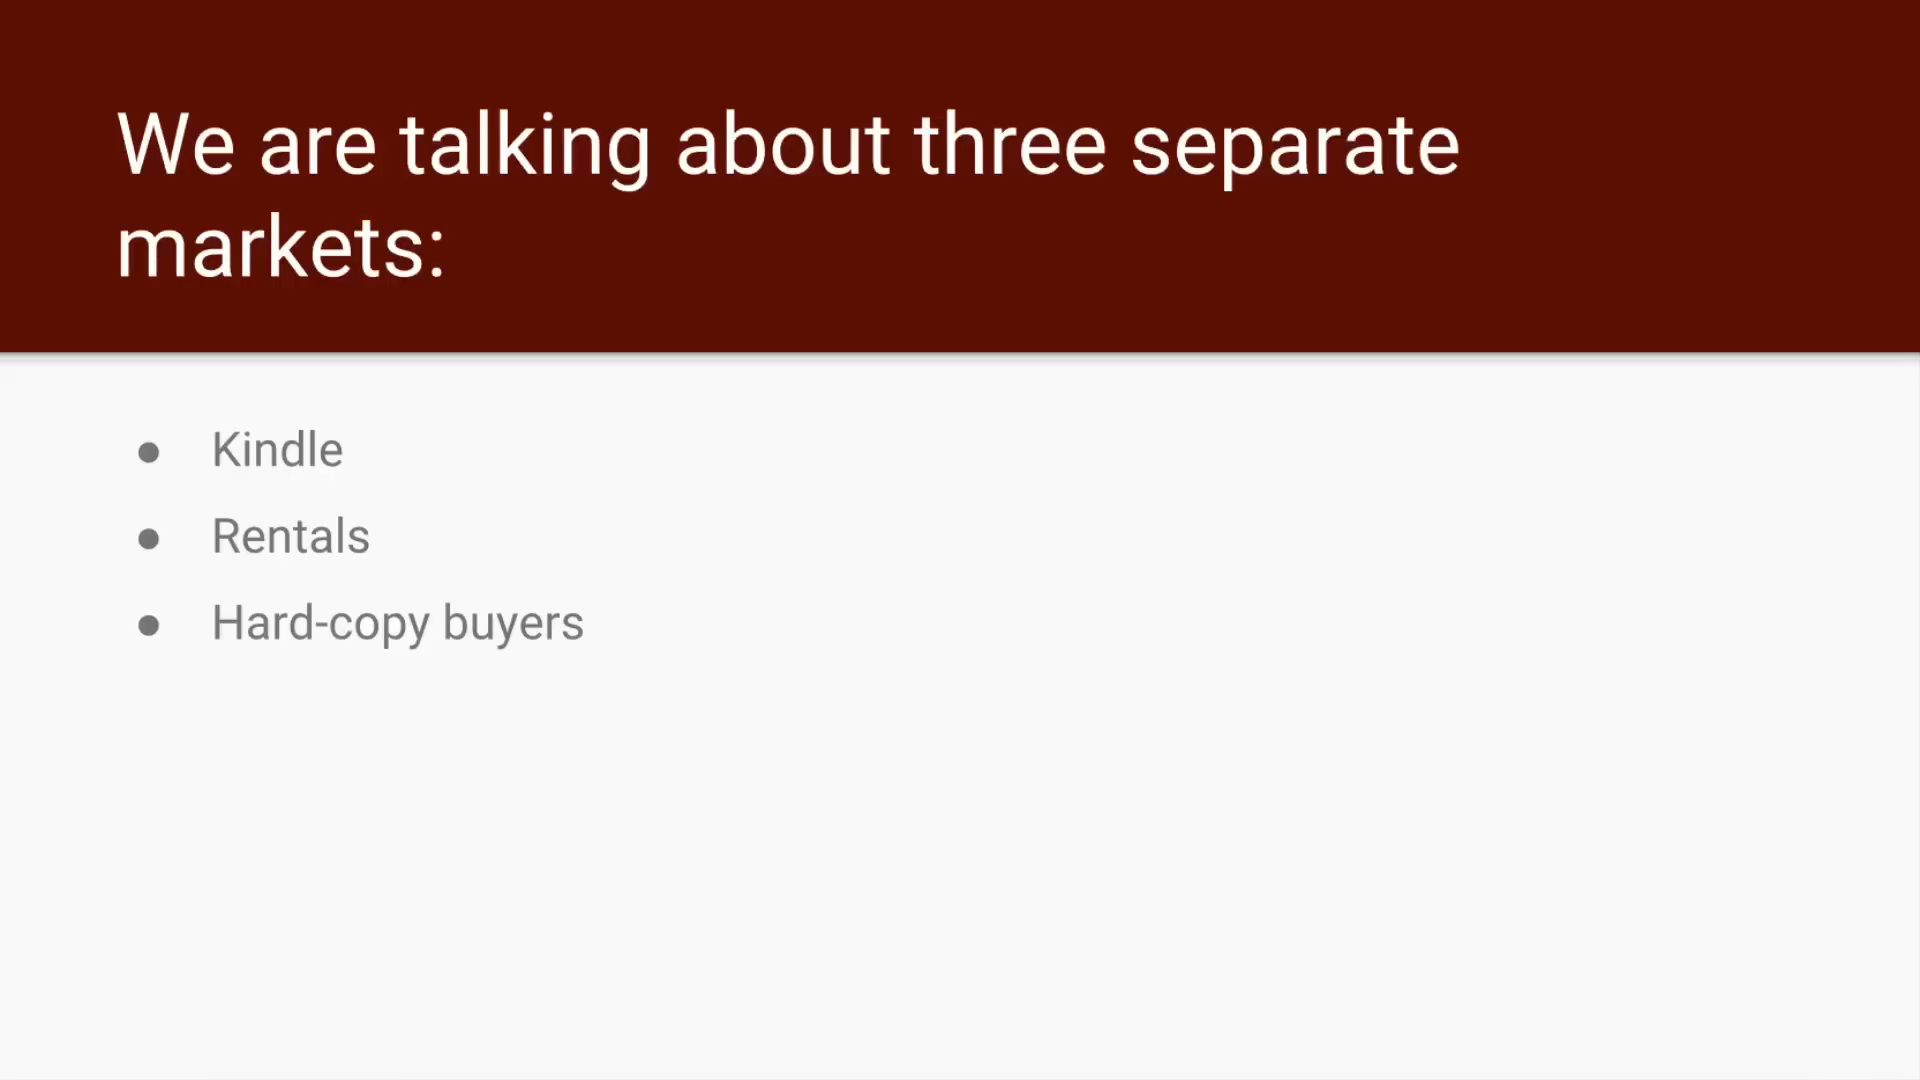 We are talking about three separate
markets:
● Kindle
● Rentals
● Hard-copy buyers